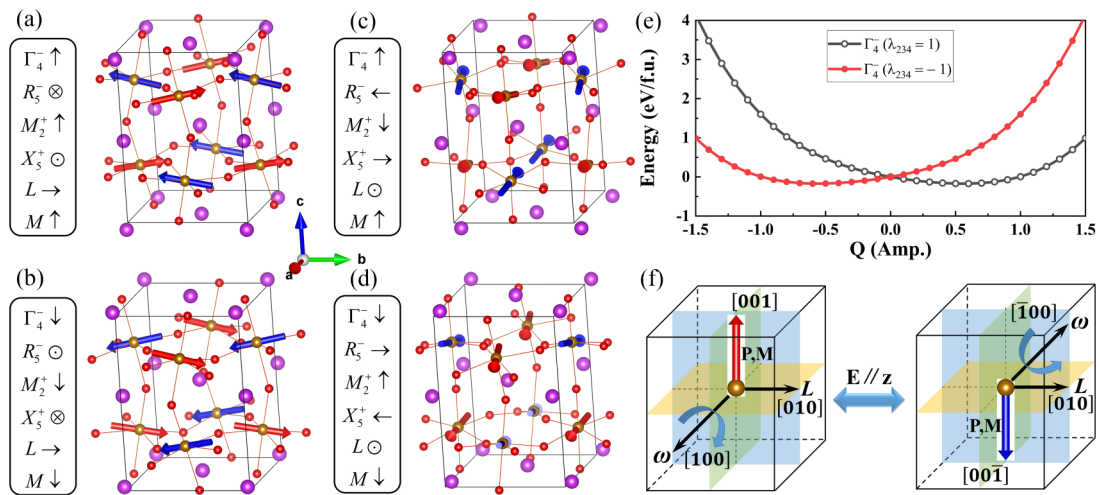 (a)
Γ₄⁻ ↑
R₅⁻ ⊗
M₂⁺ ↑
X₅⁺ ⊙
L →
M ↑
(c)
Γ₄⁻ ↑
R₅⁻ ←
M₂⁺ ↓
X₅⁺ →
L ⊙
M ↑
c
b
a
(b)
Γ₄⁻ ↓
R₅⁻ ⊙
M₂⁺ ↓
X₅⁺ ⊗
L →
M ↓
(d)
Γ₄⁻ ↓
R₅⁻ →
M₂⁺ ↑
X₅⁺ ←
L ⊙
M ↓
(e)
Energy (eV/f.u.)
4
3
2
1
0
-1
Γ₄⁻ (λ₂₃₄ = 1)
Γ₄⁻ (λ₂₃₄ = − 1)
-1.5 -1.0 -0.5 0.0 0.5 1.0 1.5
Q (Amp.)
(f)
[001]
P,M
L
[010]
ω
[100]
E // z
[1̄00]
ω
L
[010]
P,M
[001̄]